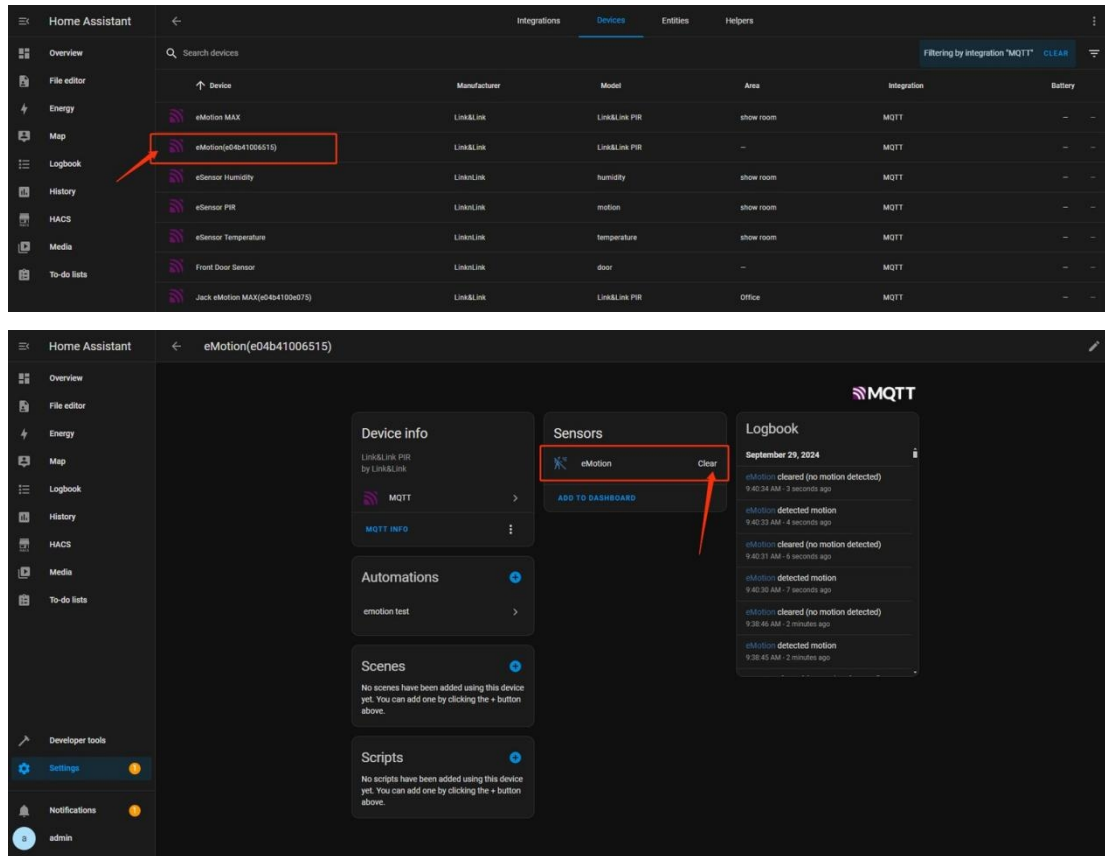 Home Assistant
Integrations Devices Entities Helpers
Overview
Search devices
Filtering by integration "MQTT" CLEAR
File editor
Device Manufacturer Model Area Integration Battery
Energy
eMotion MAX Link&Link Link&Link PIR show room MQTT – –
Map
eMotion(e04b41006515) Link&Link Link&Link PIR – MQTT – –
Logbook
eSensor Humidity LinknLink humidity show room MQTT – –
History
eSensor PIR LinknLink motion show room MQTT – –
HACS
eSensor Temperature LinknLink temperature show room MQTT – –
Media
Front Door Sensor LinknLink door – MQTT – –
To-do lists
Jack eMotion MAX(e04b4100e075) Link&Link Link&Link PIR Office MQTT – –
Home Assistant
eMotion(e04b41006515)
Overview
File editor
Energy
Map
Logbook
History
HACS
Media
To-do lists
Developer tools
Settings 1
Notifications 1
a admin
MQTT
Device info
Link&Link PIR
by Link&Link
MQTT
MQTT INFO
Automations
emotion test
Scenes
No scenes have been added using this device
yet. You can add one by clicking the + button
above.
Scripts
No scripts have been added using this device
yet. You can add one by clicking the + button
above.
Sensors
eMotion Clear
ADD TO DASHBOARD
Logbook
September 29, 2024
eMotion cleared (no motion detected)
9:40:34 AM - 3 seconds ago
eMotion detected motion
9:40:33 AM - 4 seconds ago
eMotion cleared (no motion detected)
9:40:31 AM - 6 seconds ago
eMotion detected motion
9:40:30 AM - 7 seconds ago
eMotion cleared (no motion detected)
9:38:46 AM - 2 minutes ago
eMotion detected motion
9:38:45 AM - 2 minutes ago